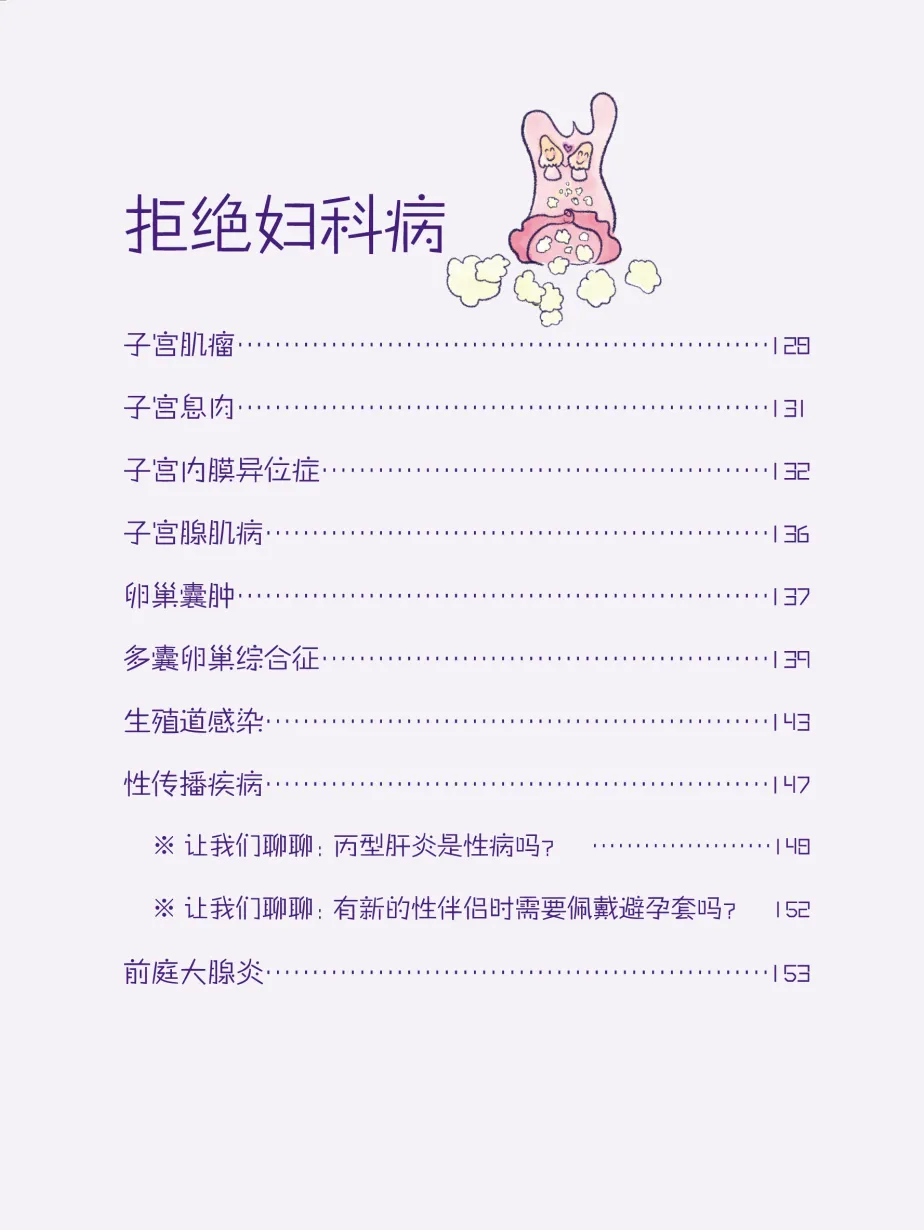 拒绝妇科病
子宫肌瘤························································128
子宫息肉························································131
子宫内膜异位症················································132
子宫腺肌病······················································136
卵巢囊肿························································137
多囊卵巢综合征················································139
生殖道感染······················································143
性传播疾病······················································147
※ 让我们聊聊：丙型肝炎是性病吗？ ·····················148
※ 让我们聊聊：有新的性伴侣时需要佩戴避孕套吗？ 152
前庭大腺炎······················································153